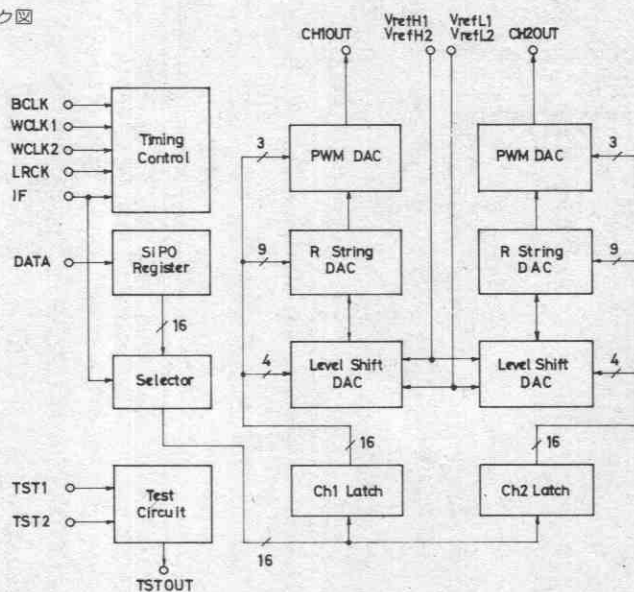 ク図
VrefH1
VrefH2
VrefL1
VrefL2
CH1OUT
CH2OUT
BCLK
WCLK1
WCLK2
LRCK
IF
Timing
Control
3
PWM DAC
PWM DAC
3
DATA
SIPO
Register
9
R String
DAC
R String
DAC
9
16
Selector
4
Level Shift
DAC
Level Shift
DAC
4
16
16
TST1
TST2
Test
Circuit
Ch1 Latch
Ch2 Latch
16
TSTOUT